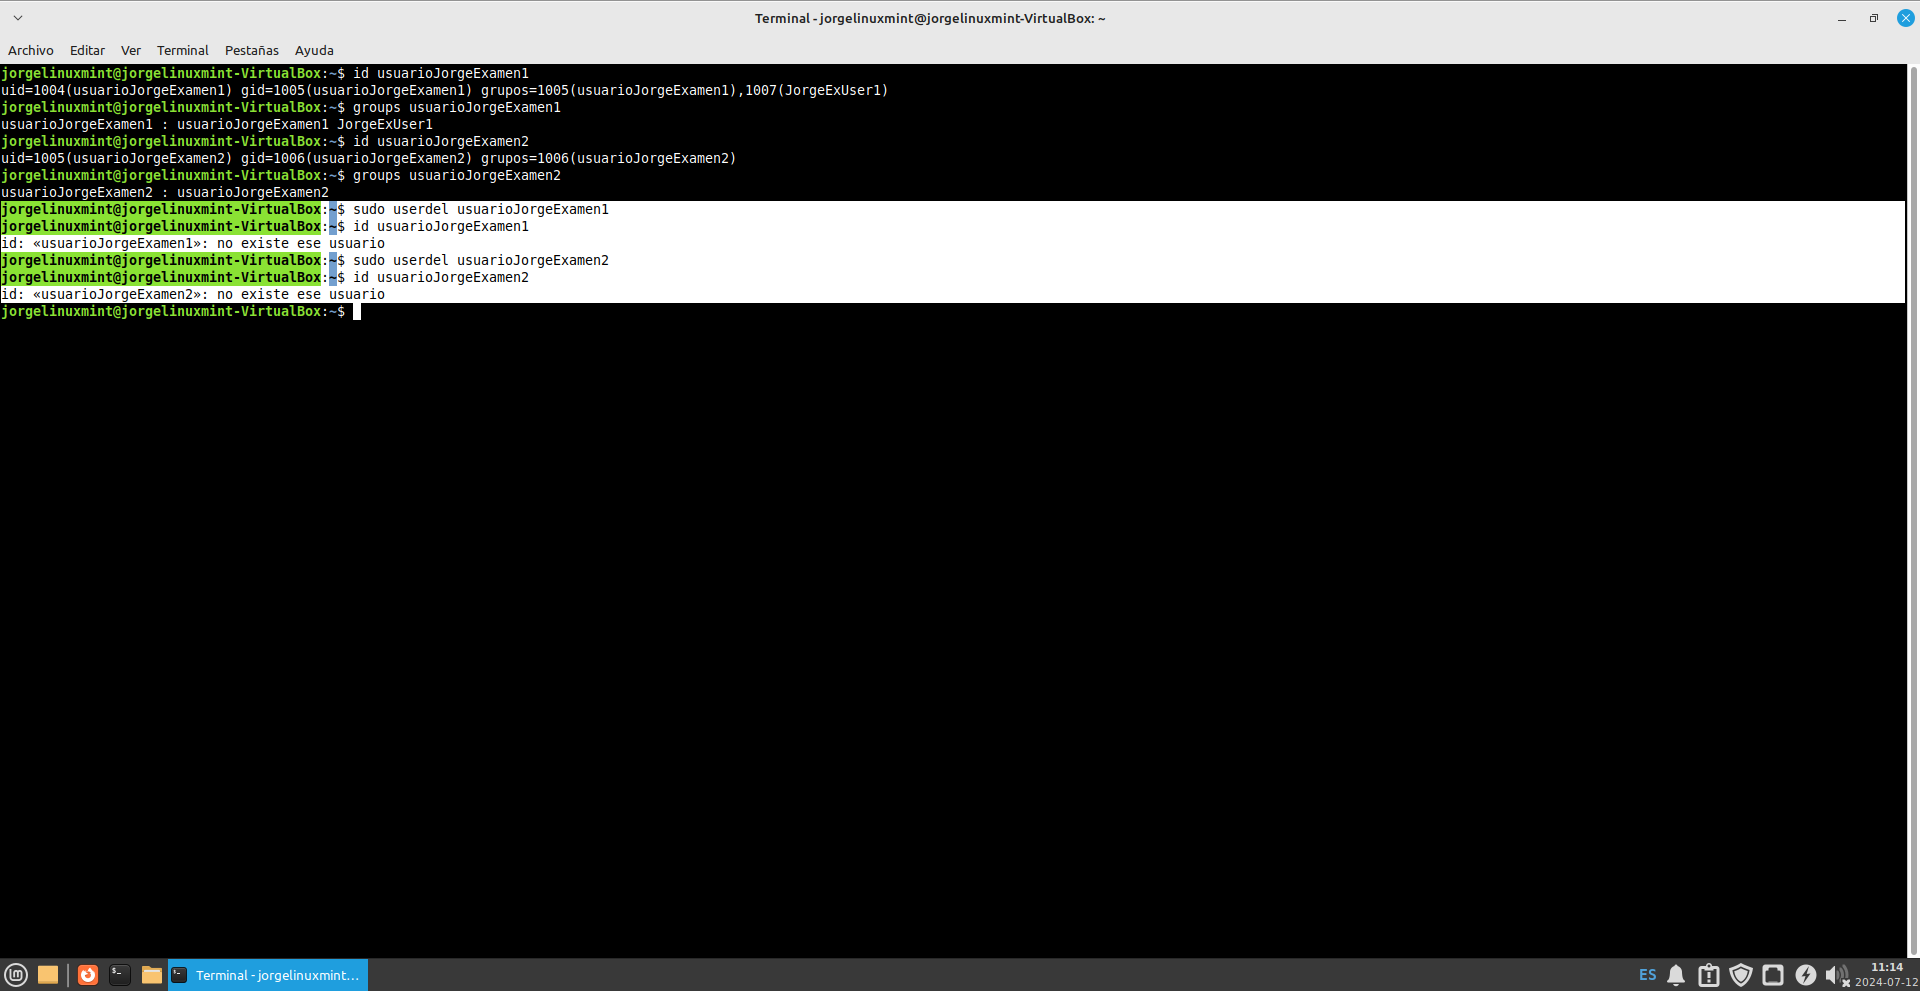 Terminal - jorgelinuxmint@jorgelinuxmint-VirtualBox: ~
Archivo Editar Ver Terminal Pestañas Ayuda
jorgelinuxmint@jorgelinuxmint-VirtualBox:~$ id usuarioJorgeExamen1
uid=1004(usuarioJorgeExamen1) gid=1005(usuarioJorgeExamen1) grupos=1005(usuarioJorgeExamen1),1007(JorgeExUser1)
jorgelinuxmint@jorgelinuxmint-VirtualBox:~$ groups usuarioJorgeExamen1
usuarioJorgeExamen1 : usuarioJorgeExamen1 JorgeExUser1
jorgelinuxmint@jorgelinuxmint-VirtualBox:~$ id usuarioJorgeExamen2
uid=1005(usuarioJorgeExamen2) gid=1006(usuarioJorgeExamen2) grupos=1006(usuarioJorgeExamen2)
jorgelinuxmint@jorgelinuxmint-VirtualBox:~$ groups usuarioJorgeExamen2
usuarioJorgeExamen2 : usuarioJorgeExamen2
jorgelinuxmint@jorgelinuxmint-VirtualBox:~$ sudo userdel usuarioJorgeExamen1
jorgelinuxmint@jorgelinuxmint-VirtualBox:~$ id usuarioJorgeExamen1
id: «usuarioJorgeExamen1»: no existe ese usuario
jorgelinuxmint@jorgelinuxmint-VirtualBox:~$ sudo userdel usuarioJorgeExamen2
jorgelinuxmint@jorgelinuxmint-VirtualBox:~$ id usuarioJorgeExamen2
id: «usuarioJorgeExamen2»: no existe ese usuario
jorgelinuxmint@jorgelinuxmint-VirtualBox:~$
Terminal - jorgelinuxmint...
ES
11:14
2024-07-12